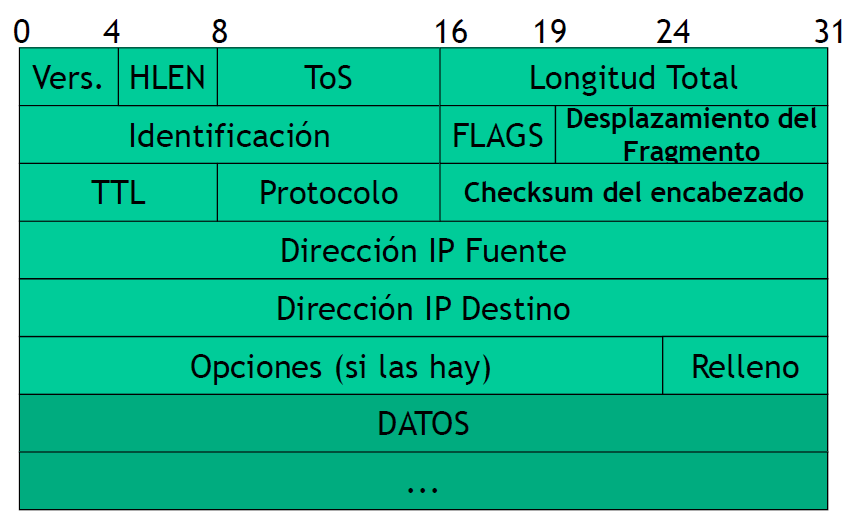 0 4 8 16 19 24 31
Vers. HLEN ToS Longitud Total
Identificación FLAGS Desplazamiento del
Fragmento
TTL Protocolo Checksum del encabezado
Dirección IP Fuente
Dirección IP Destino
Opciones (si las hay) Relleno
DATOS
...